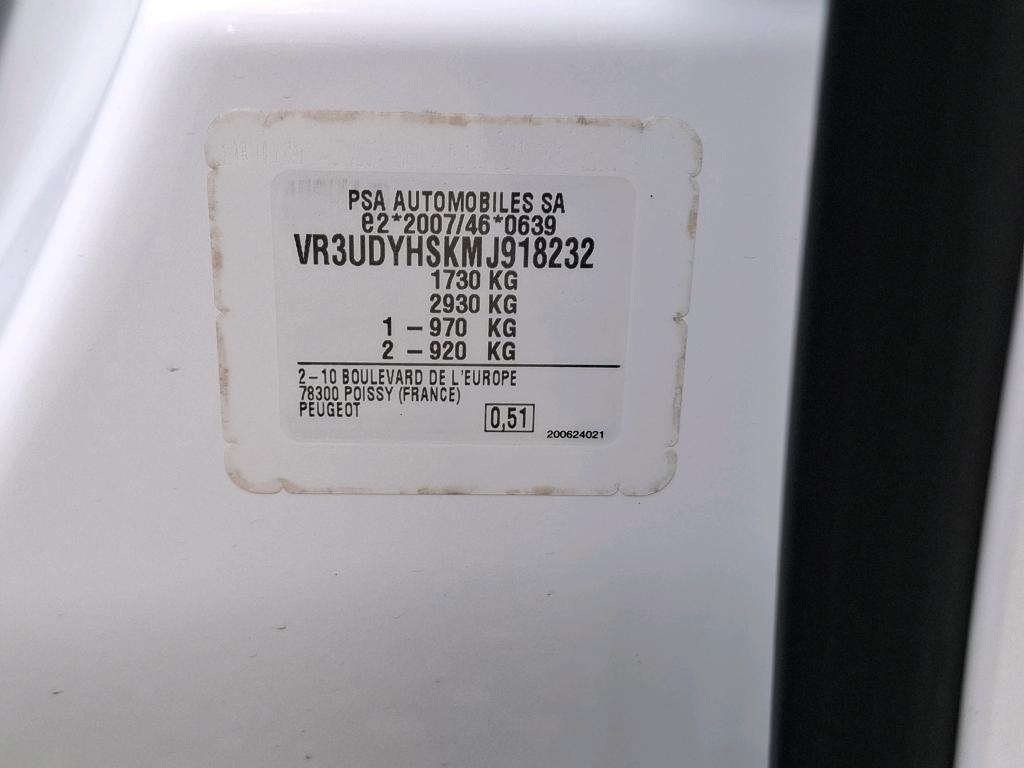 PSA AUTOMOBILES SA
e2*2007/46*0639
VR3UDYHSKMJ918232
1730 KG
2930 KG
1 – 970 KG
2 – 920 KG
2–10 BOULEVARD DE L'EUROPE
78300 POISSY (FRANCE)
PEUGEOT
0,51
200624021